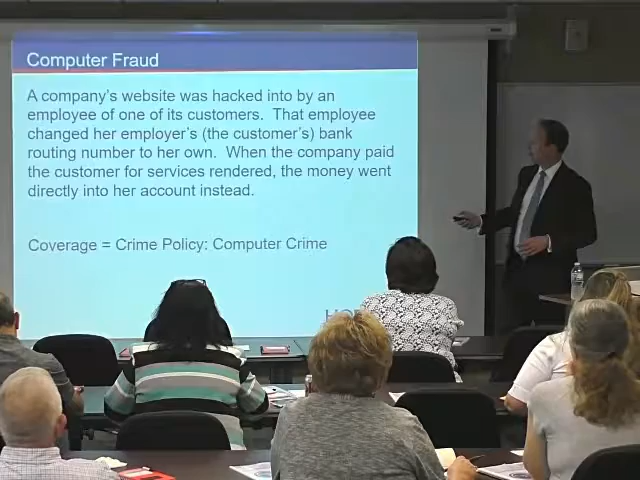 Computer Fraud
A company's website was hacked into by an
employee of one of its customers.  That employee
changed her employer's (the customer's) bank
routing number to her own.  When the company paid
the customer for services rendered, the money went
directly into her account instead.
Coverage = Crime Policy: Computer Crime